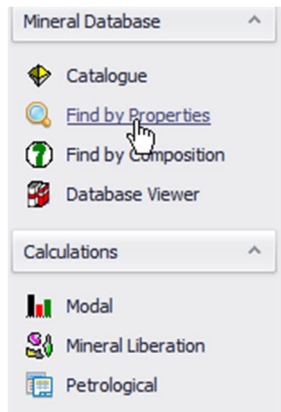 Mineral Database
Catalogue
Find by Properties
Find by Composition
Database Viewer
Calculations
Modal
Mineral Liberation
Petrological